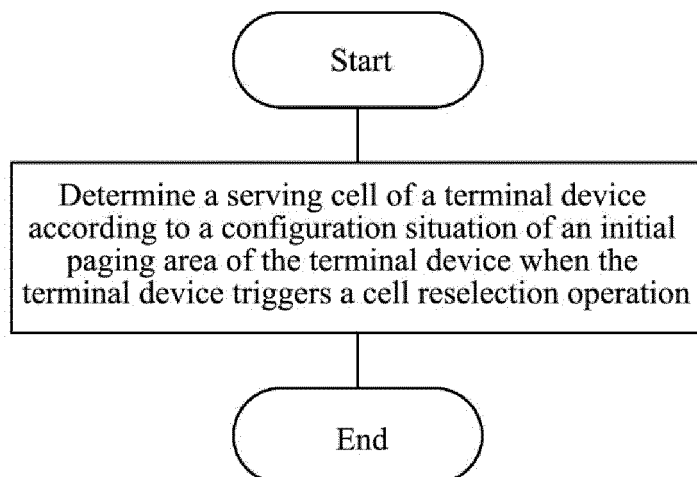 Start
Determine a serving cell of a terminal device
according to a configuration situation of an initial
paging area of the terminal device when the
terminal device triggers a cell reselection operation
End